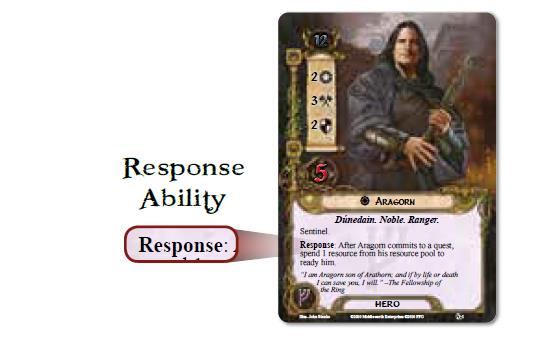 Response
Ability
Response:
12
2
3
2
5
ARAGORN
Dúnedain. Noble. Ranger.
Sentinel.
Response: After Aragorn commits to a quest,
spend 1 resource from his resource pool to
ready him.
"I am Aragorn son of Arathorn; and if by life or death
I can save you, I will." –The Fellowship of
the Ring
HERO